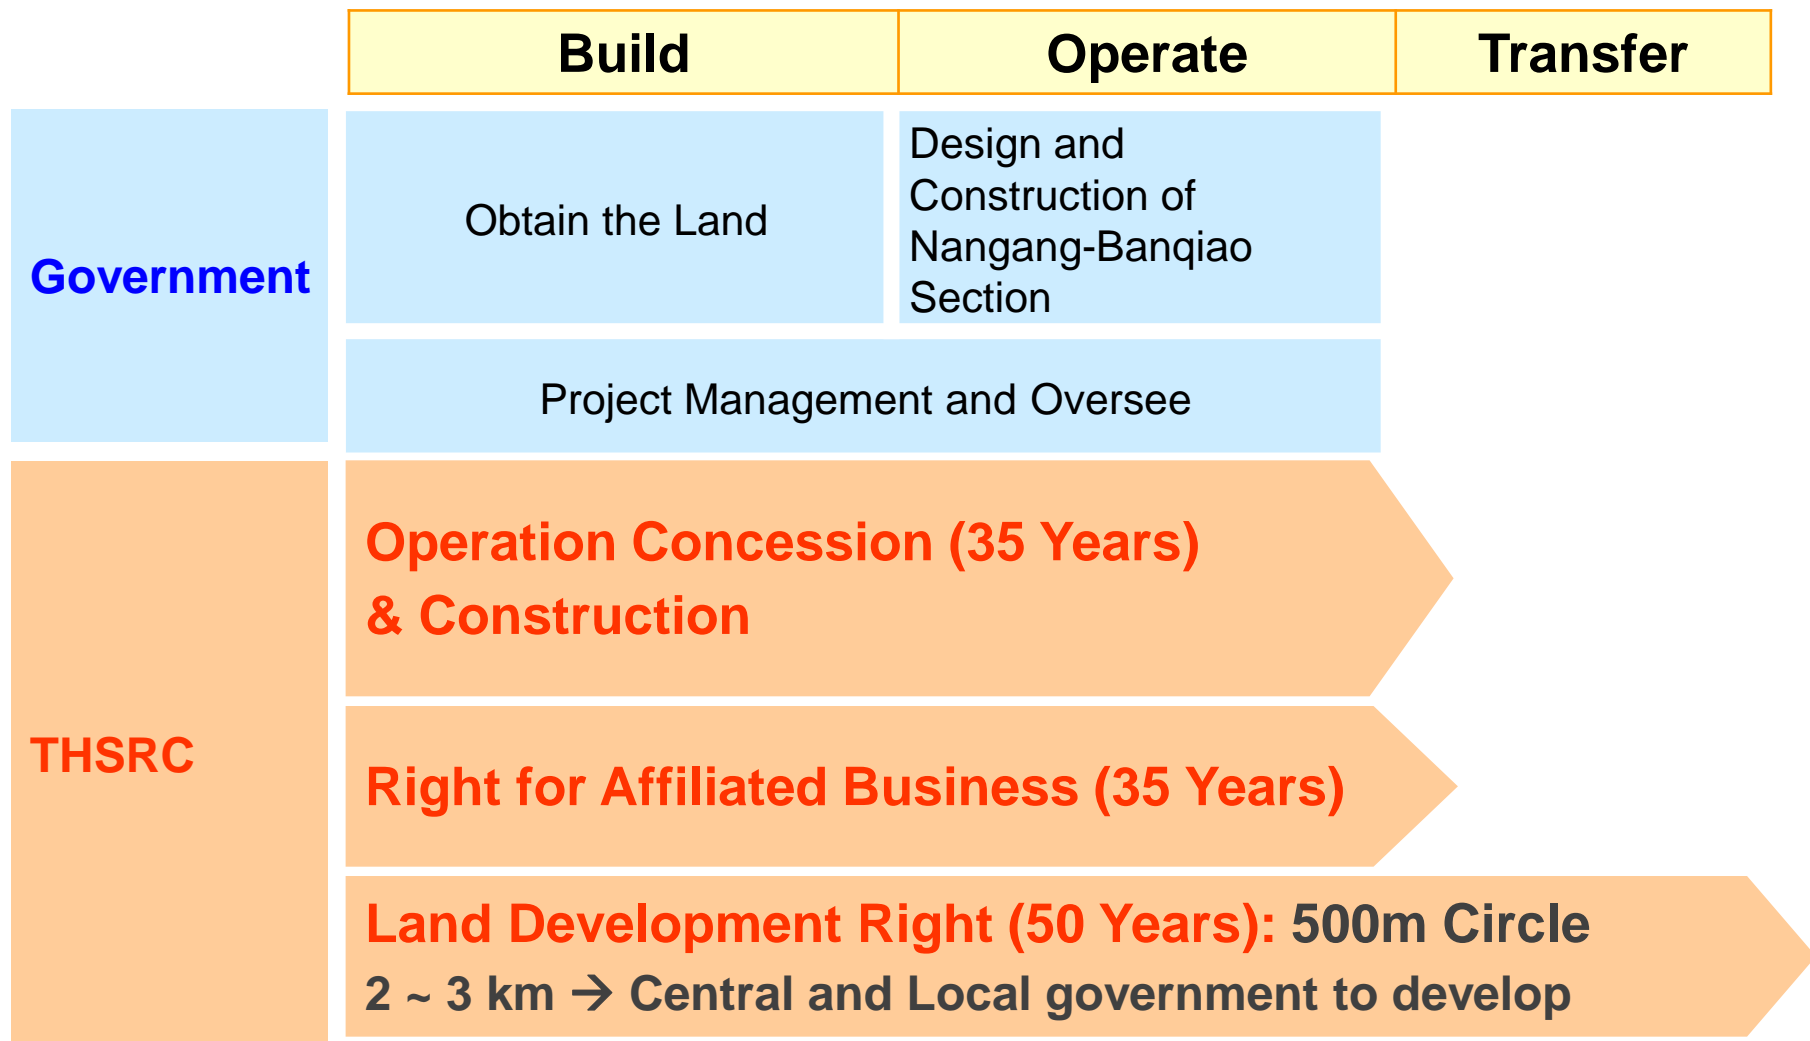 Build Operate Transfer
Government
Obtain the Land
Design and
Construction of
Nangang-Banqiao
Section
Project Management and Oversee
THSRC
Operation Concession (35 Years)
& Construction
Right for Affiliated Business (35 Years)
Land Development Right (50 Years): 500m Circle
2 ~ 3 km → Central and Local government to develop